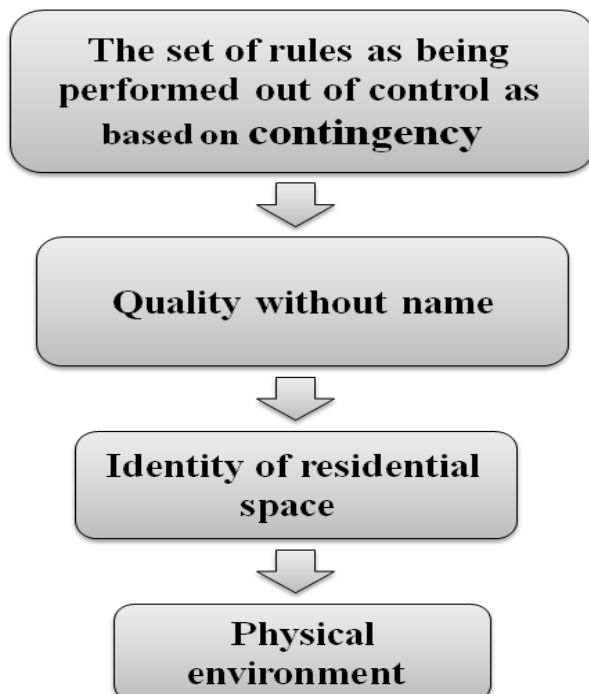 The set of rules as being
performed out of control as
based on contingency
Quality without name
Identity of residential
space
Physical
environment